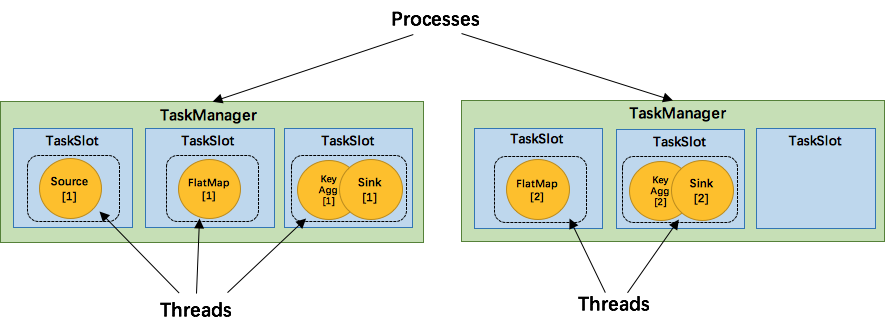 Processes
TaskManager
TaskSlot
Source
[1]
TaskSlot
FlatMap
[1]
TaskSlot
Key
Agg
[1]
Sink
[1]
Threads
TaskManager
TaskSlot
FlatMap
[2]
TaskSlot
Key
Agg
[2]
Sink
[2]
TaskSlot
Threads